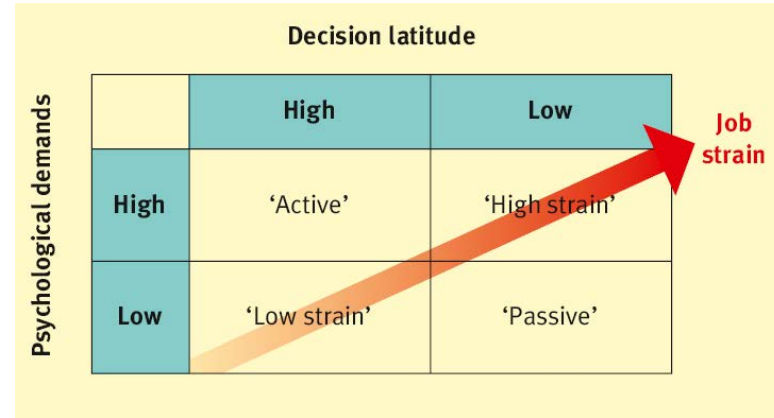 Decision latitude
High
Low
Job
strain
Psychological demands
High
‘Active’
‘High strain’
Low
‘Low strain’
‘Passive’